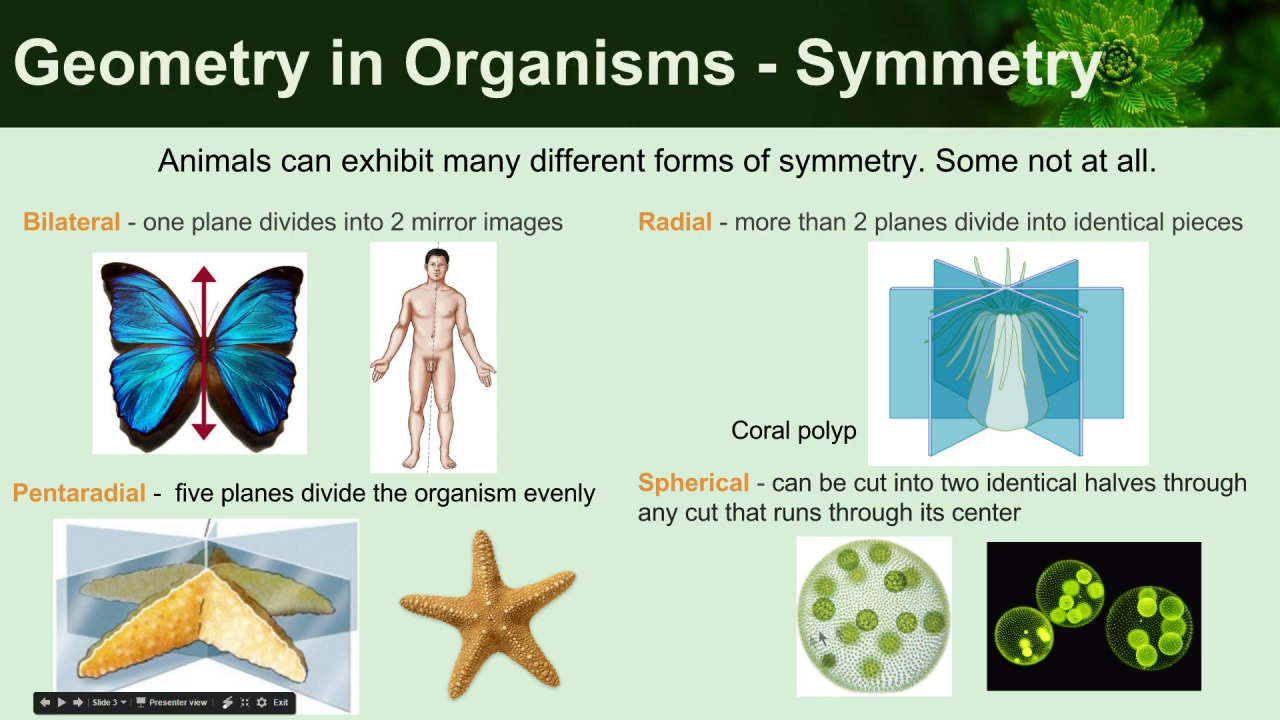 Geometry in Organisms - Symmetry
Animals can exhibit many different forms of symmetry. Some not at all.
Bilateral - one plane divides into 2 mirror images
Radial - more than 2 planes divide into identical pieces
Coral polyp
Pentaradial - five planes divide the organism evenly
Spherical - can be cut into two identical halves through
any cut that runs through its center
Slide 3 Presenter view Exit